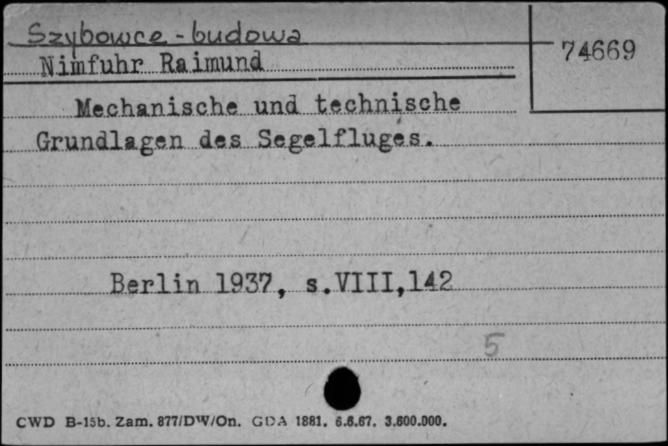 Szybowce - budowa
74669
Nimfuhr Raimund
Mechanische und technische
Grundlagen des Segelfluges.
Berlin 1937, s.VIII,142
5
CWD B-15b. Zam. 877/DW/On. GDA 1881. 6.6.67. 3.600.000.